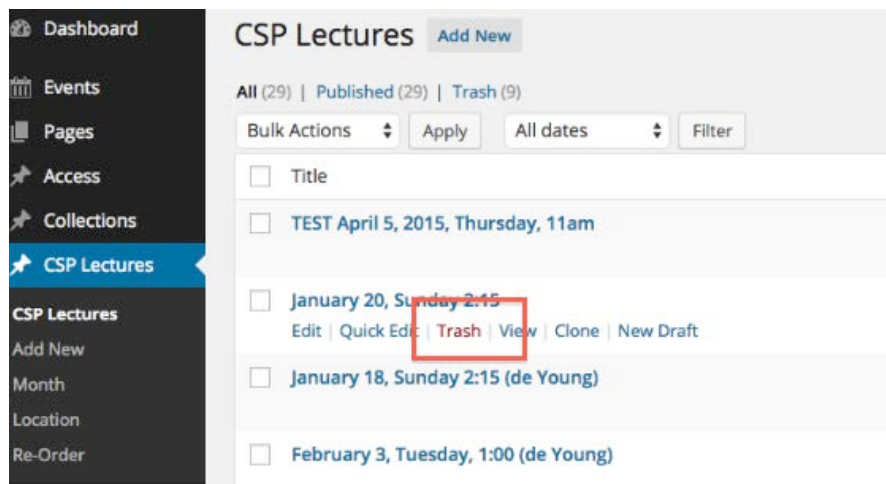 Dashboard
Events
Pages
Access
Collections
CSP Lectures
CSP Lectures
Add New
Month
Location
Re-Order
CSP Lectures Add New
All (29) | Published (29) | Trash (9)
Bulk Actions Apply All dates Filter
Title
TEST April 5, 2015, Thursday, 11am
January 20, Sunday 2:15
Edit | Quick Edit | Trash | View | Clone | New Draft
January 18, Sunday 2:15 (de Young)
February 3, Tuesday, 1:00 (de Young)